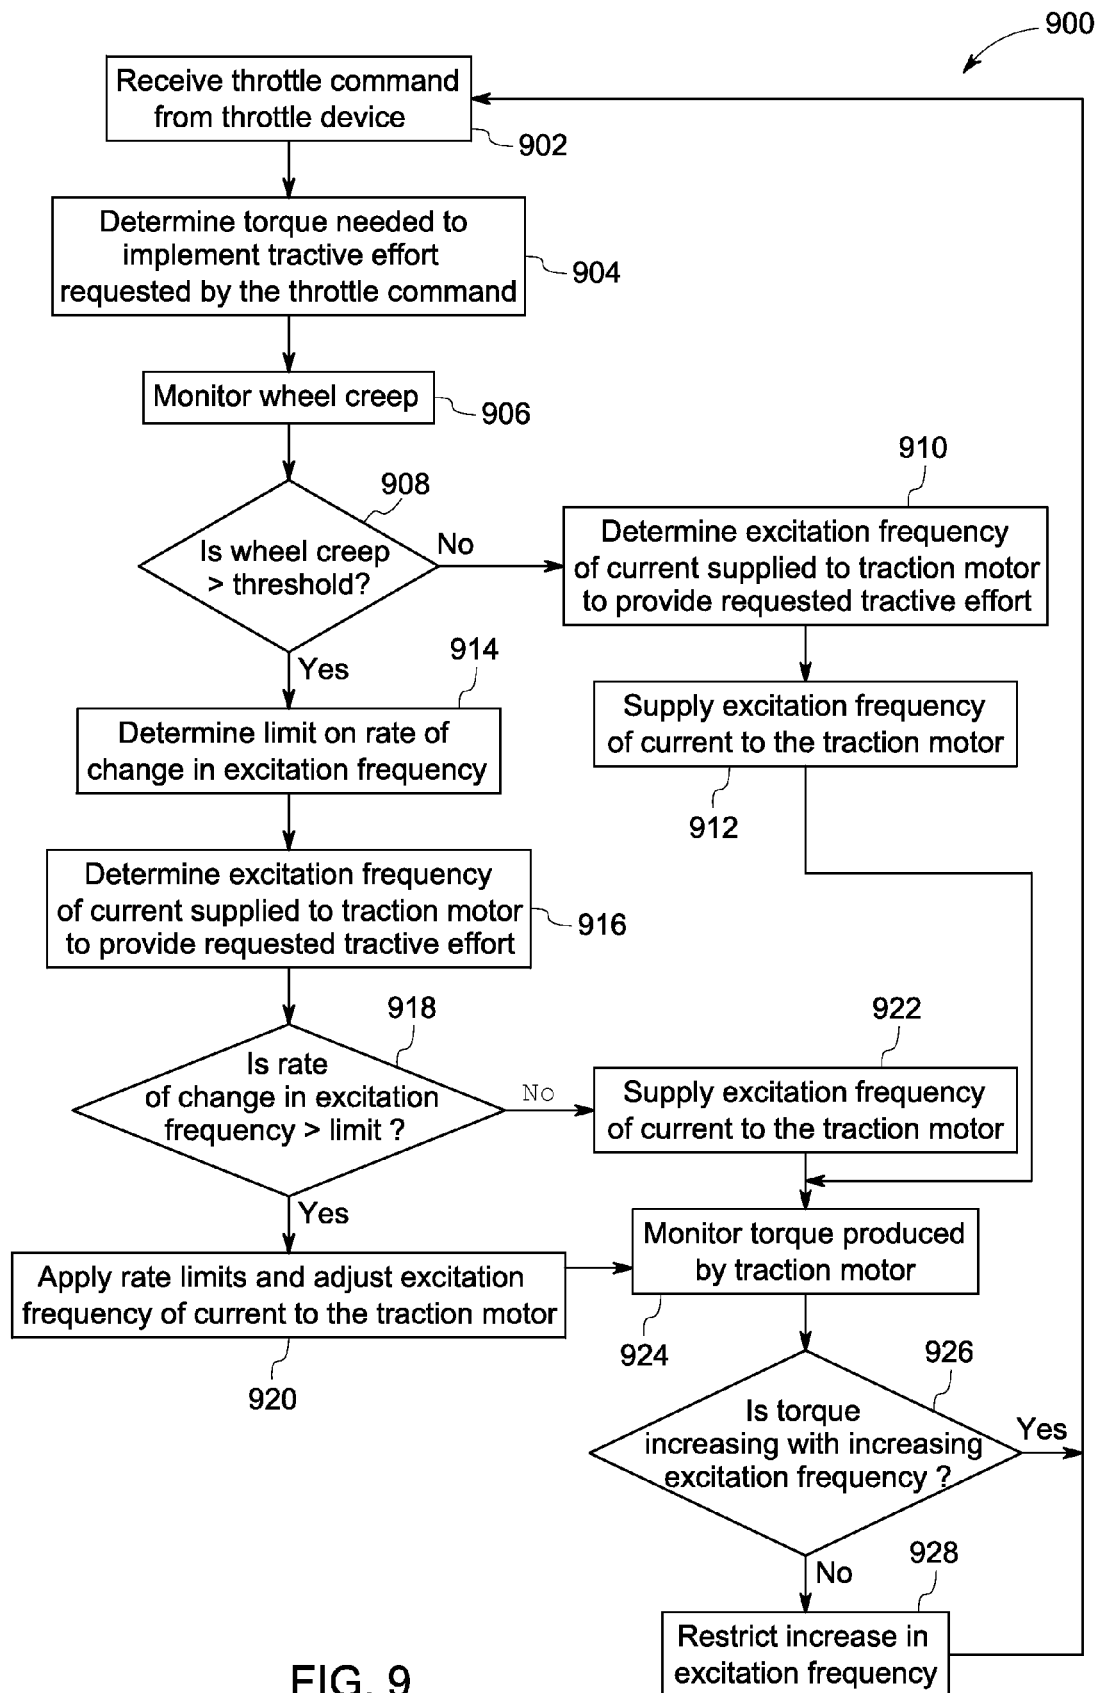 900
Receive throttle command
from throttle device
902
Determine torque needed to
implement tractive effort
requested by the throttle command
904
Monitor wheel creep
906
908
Is wheel creep
> threshold?
No
Yes
910
Determine excitation frequency
of current supplied to traction motor
to provide requested tractive effort
Supply excitation frequency
of current to the traction motor
912
914
Determine limit on rate of
change in excitation frequency
Determine excitation frequency
of current supplied to traction motor
to provide requested tractive effort
916
918
Is rate
of change in excitation
frequency > limit ?
No
Yes
922
Supply excitation frequency
of current to the traction motor
Apply rate limits and adjust excitation
frequency of current to the traction motor
920
Monitor torque produced
by traction motor
924
926
Is torque
increasing with increasing
excitation frequency ?
Yes
No
928
Restrict increase in
excitation frequency
FIG. 9